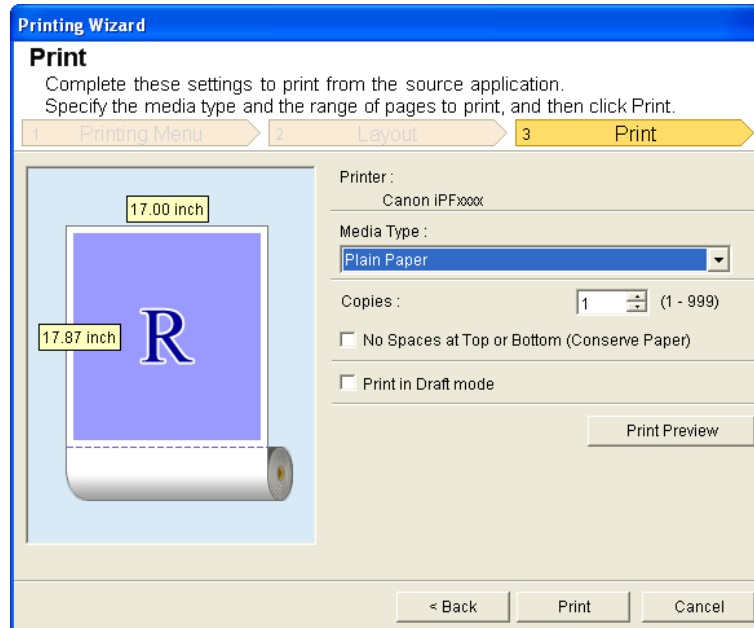 Printing Wizard
Print
Complete these settings to print from the source application.
Specify the media type and the range of pages to print, and then click Print.
1 Printing Menu 2 Layout 3 Print
Printer :
Canon iPFxxxx
17.00 inch
Media Type :
Plain Paper
Copies : 1 (1 - 999)
17.87 inch
R
No Spaces at Top or Bottom (Conserve Paper)
Print in Draft mode
Print Preview
< Back Print Cancel